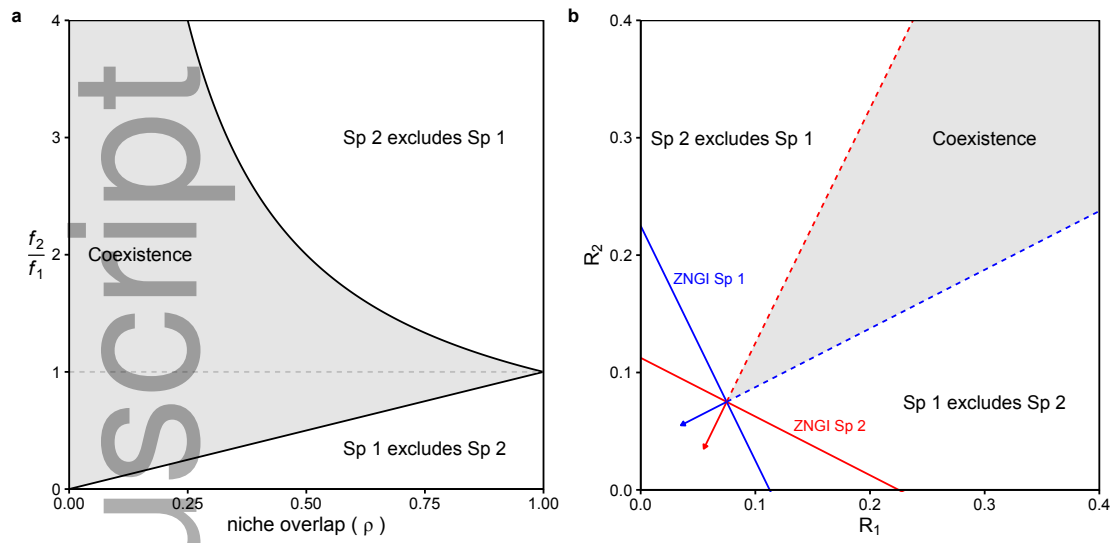 a
4
3
2
1
0
f2
f1
Sp 2 excludes Sp 1
Coexistence
Sp 1 excludes Sp 2
0.00
0.25
0.50
0.75
1.00
niche overlap ( ρ )
uscript
b
0.4
0.3
0.2
0.1
0.0
R2
Sp 2 excludes Sp 1
Coexistence
ZNGI Sp 1
ZNGI Sp 2
Sp 1 excludes Sp 2
0.0
0.1
0.2
0.3
0.4
R1